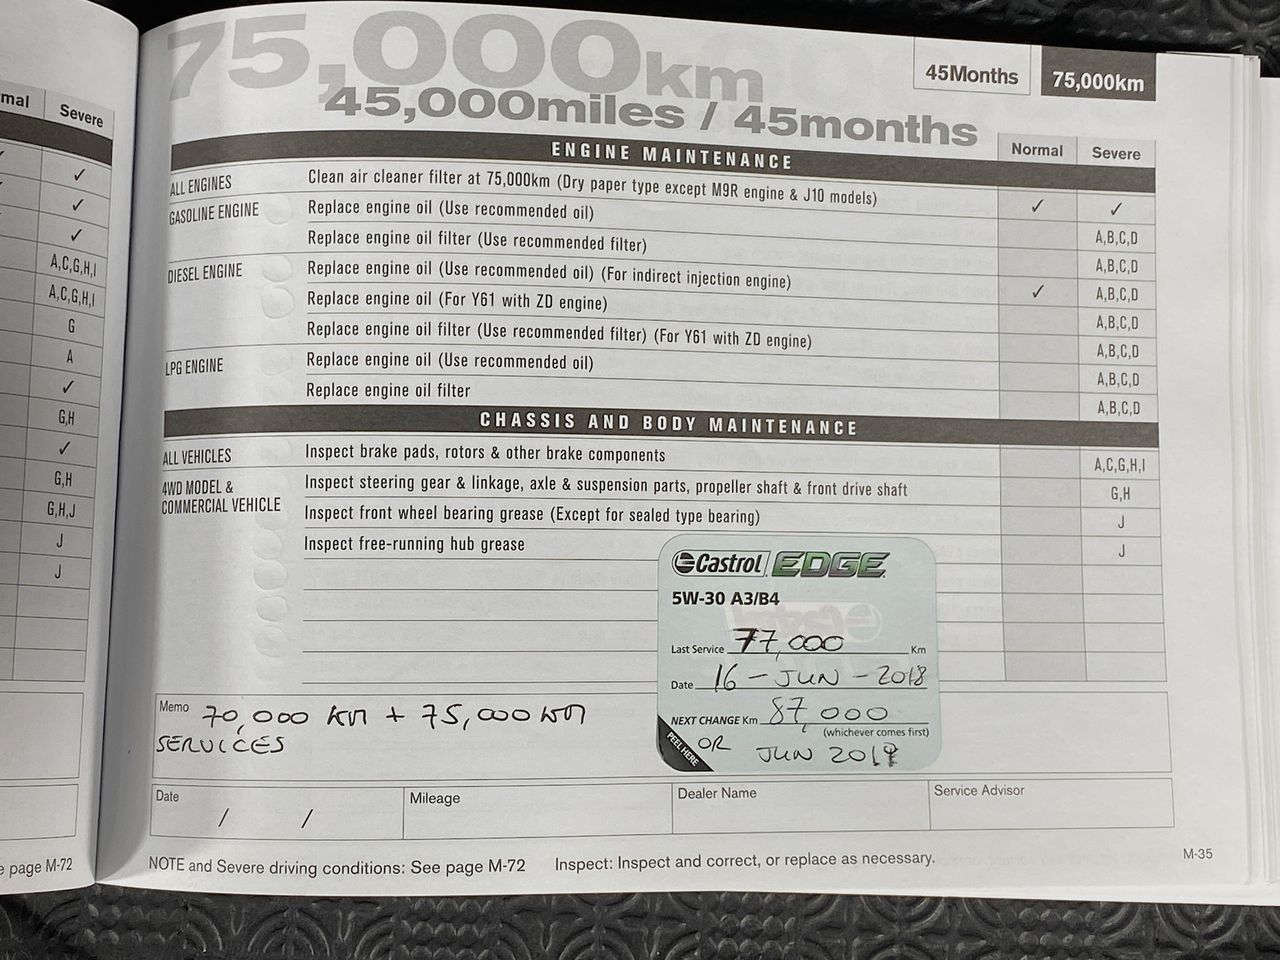 mal
Severe
✓
✓
✓
A,C,G,H,I
A,C,G,H,I
G
A
✓
G,H
✓
G,H
G,H,J
J
J
page M-72
75,000km
45,000miles / 45months
45Months
75,000km
Normal Severe
ENGINE MAINTENANCE
ALL ENGINES Clean air cleaner filter at 75,000km (Dry paper type except M9R engine & J10 models) ✓ ✓
GASOLINE ENGINE Replace engine oil (Use recommended oil) A,B,C,D
Replace engine oil filter (Use recommended filter) A,B,C,D
DIESEL ENGINE Replace engine oil (Use recommended oil) (For indirect injection engine) ✓ A,B,C,D
Replace engine oil (For Y61 with ZD engine) A,B,C,D
Replace engine oil filter (Use recommended filter) (For Y61 with ZD engine) A,B,C,D
LPG ENGINE Replace engine oil (Use recommended oil) A,B,C,D
Replace engine oil filter A,B,C,D
CHASSIS AND BODY MAINTENANCE
ALL VEHICLES Inspect brake pads, rotors & other brake components A,C,G,H,I
4WD MODEL & COMMERCIAL VEHICLE Inspect steering gear & linkage, axle & suspension parts, propeller shaft & front drive shaft G,H
Inspect front wheel bearing grease (Except for sealed type bearing) J
Inspect free-running hub grease J
Castrol EDGE
5W-30 A3/B4
Last Service 77,000 Km
Date 16-JUN-2018
NEXT CHANGE Km 87,000
(whichever comes first)
PEEL HERE
OR JUN 2019
Memo 70,000 KM + 75,000KM
SERVICES
Date / / Mileage Dealer Name Service Advisor
NOTE and Severe driving conditions: See page M-72 Inspect: Inspect and correct, or replace as necessary.
M-35